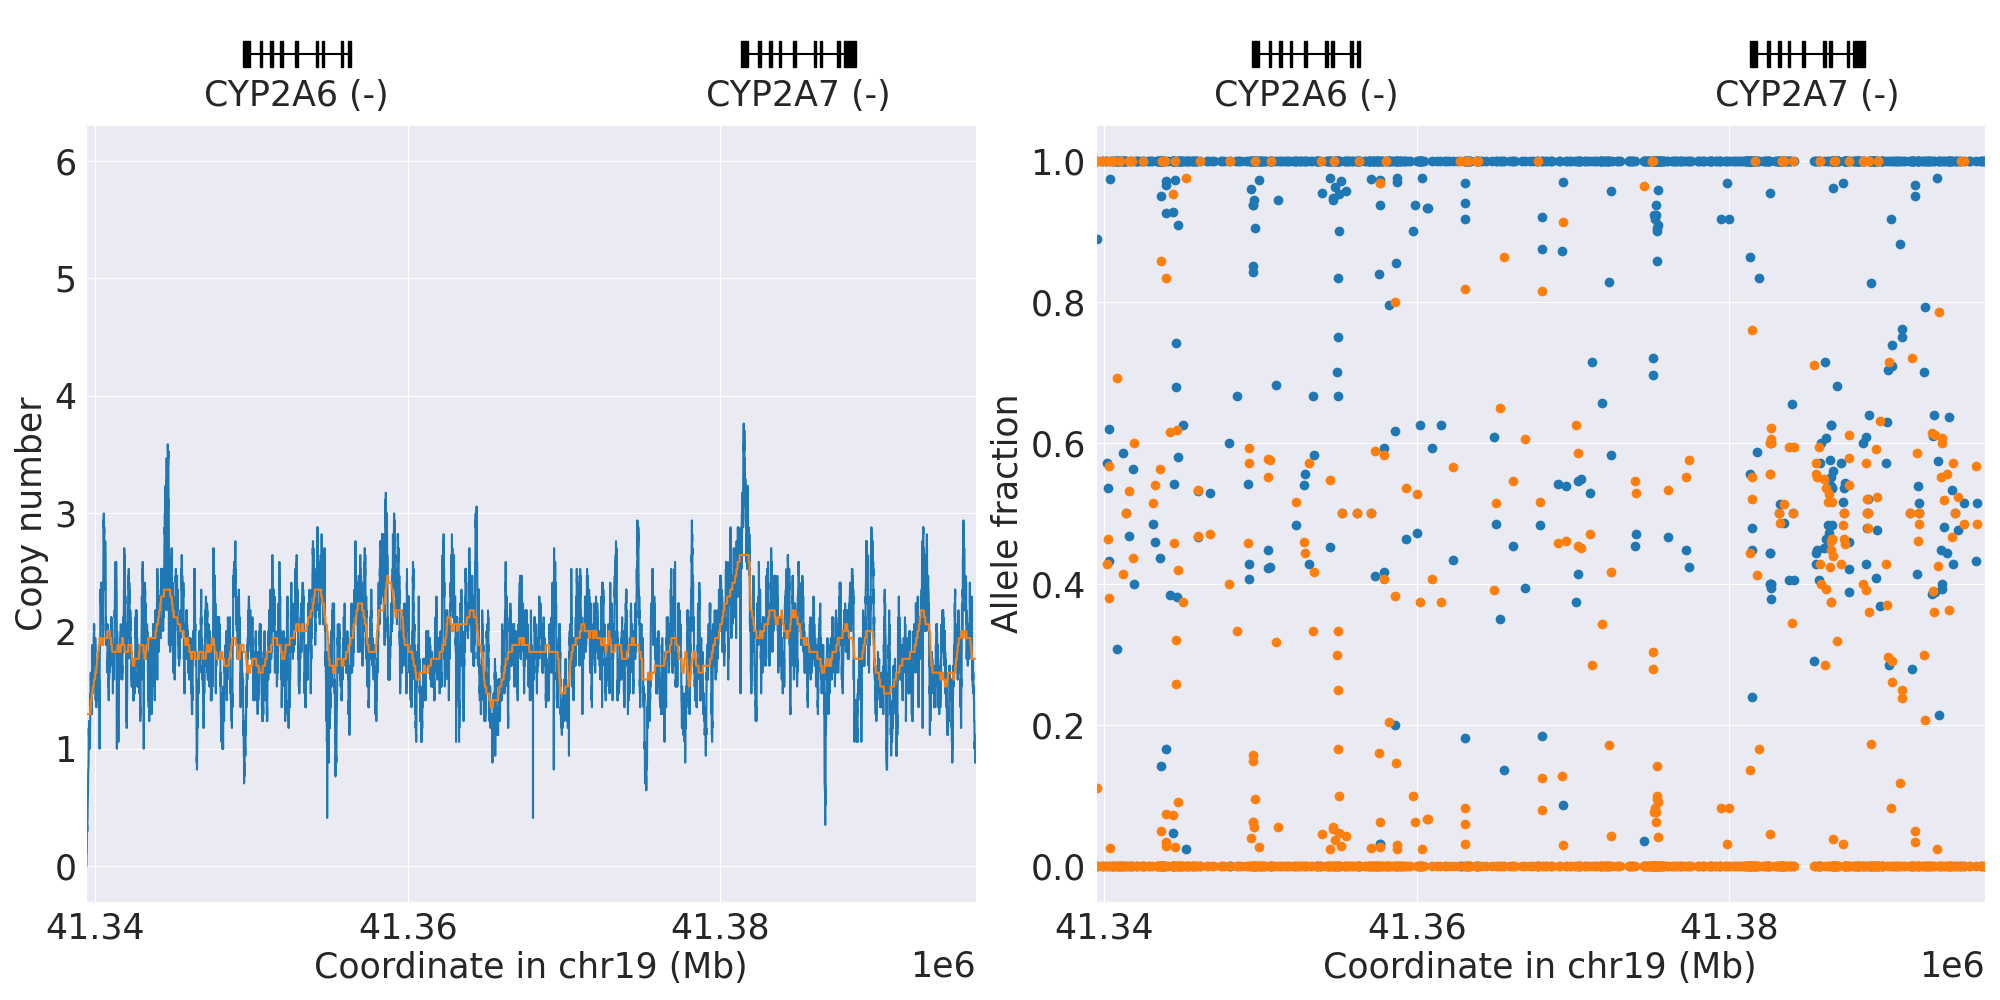 CYP2A6 (-)
CYP2A7 (-)
CYP2A6 (-)
CYP2A7 (-)
6
5
4
3
2
1
0
Copy number
41.34
41.36
41.38
Coordinate in chr19 (Mb)
1e6
1.0
0.8
0.6
0.4
0.2
0.0
Allele fraction
41.34
41.36
41.38
Coordinate in chr19 (Mb)
1e6